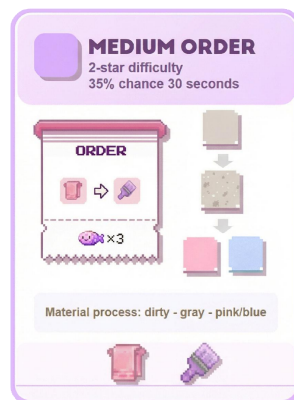 MEDIUM ORDER
2-star difficulty
35% chance 30 seconds
ORDER
×3
Material process: dirty - gray - pink/blue